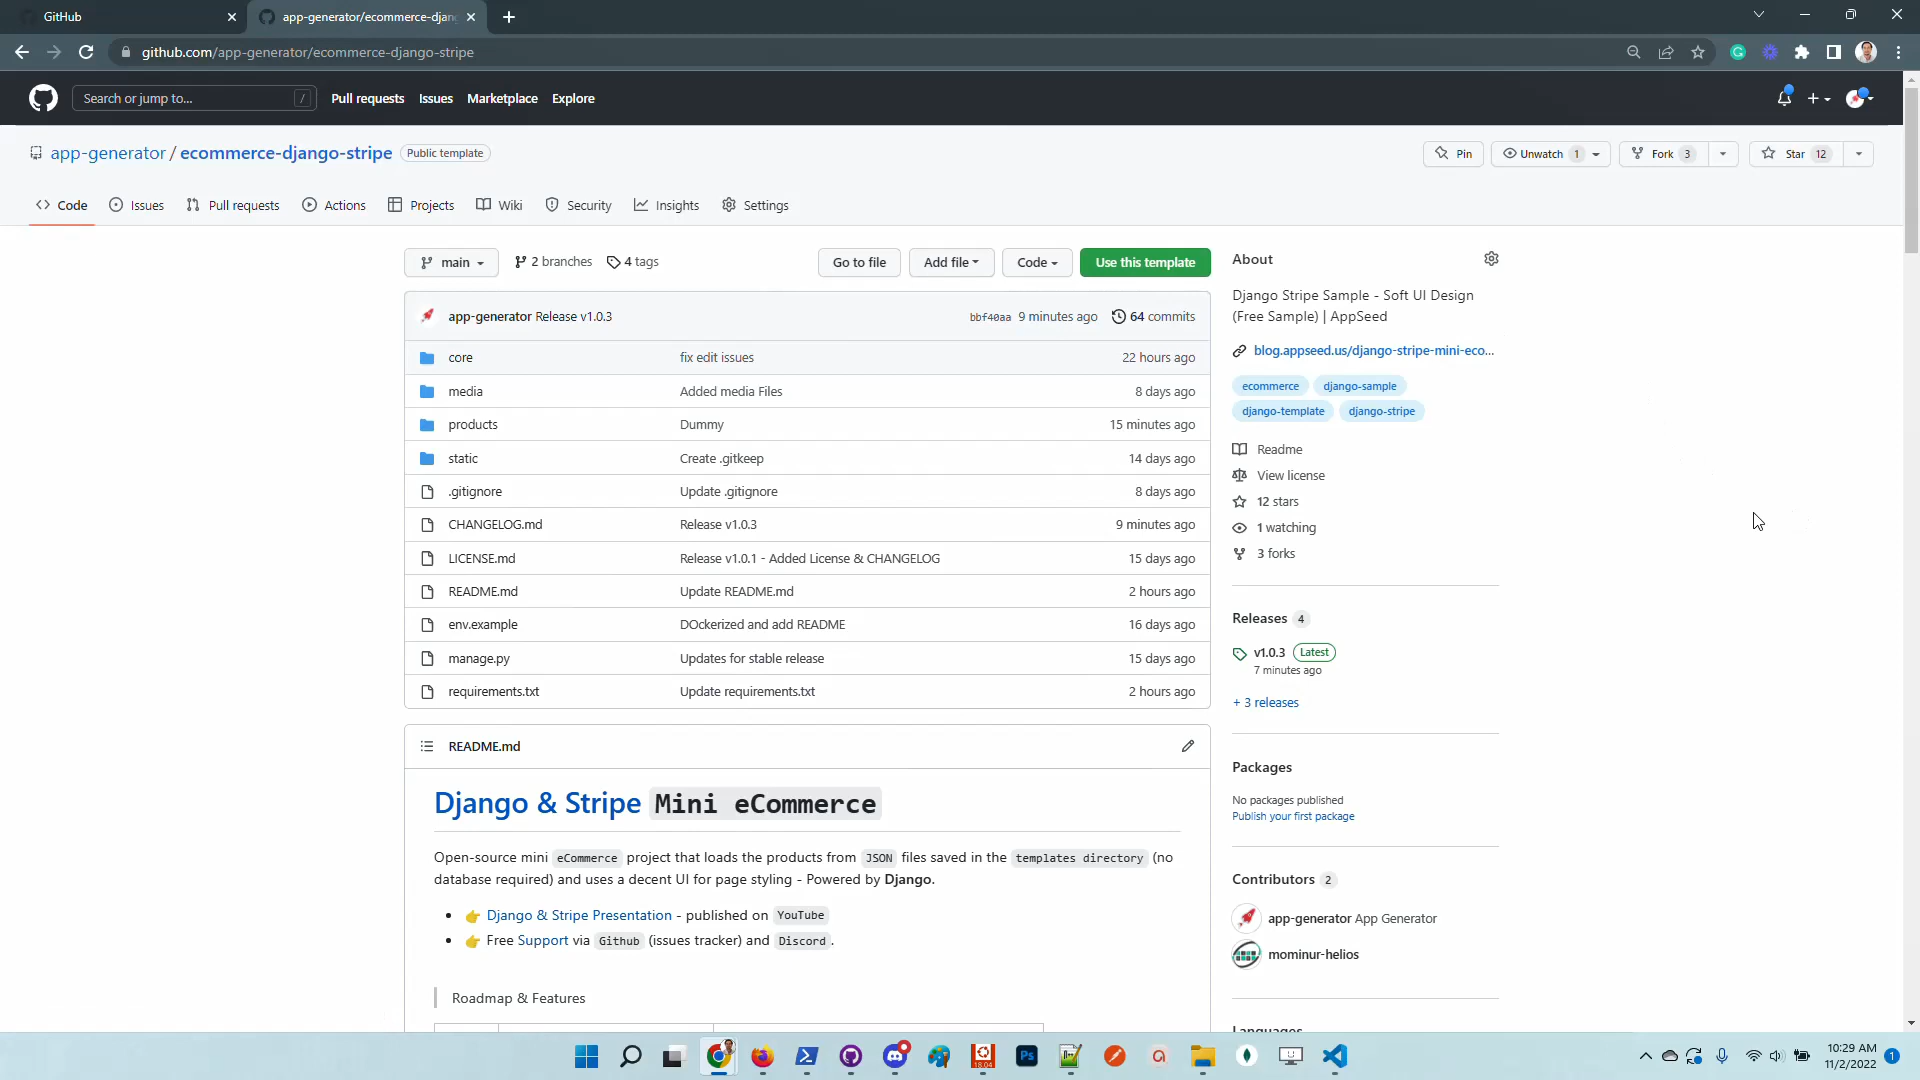 GitHub
app-generator/ecommerce-djan
github.com/app-generator/ecommerce-django-stripe
Search or jump to... /
Pull requests Issues Marketplace Explore
app-generator / ecommerce-django-stripe Public template
Pin Unwatch 1 Fork 3 Star 12
Code Issues Pull requests Actions Projects Wiki Security Insights Settings
main 2 branches 4 tags Go to file Add file Code Use this template
app-generator Release v1.0.3 bbf40aa 9 minutes ago 64 commits
core fix edit issues 22 hours ago
media Added media Files 8 days ago
products Dummy 15 minutes ago
static Create .gitkeep 14 days ago
.gitignore Update .gitignore 8 days ago
CHANGELOG.md Release v1.0.3 9 minutes ago
LICENSE.md Release v1.0.1 - Added License & CHANGELOG 15 days ago
README.md Update README.md 2 hours ago
env.example DOckerized and add README 16 days ago
manage.py Updates for stable release 15 days ago
requirements.txt Update requirements.txt 2 hours ago
README.md
Django & Stripe Mini eCommerce
Open-source mini eCommerce project that loads the products from JSON files saved in the templates directory (no
database required) and uses a decent UI for page styling - Powered by Django.
Django & Stripe Presentation - published on YouTube
Free Support via Github (issues tracker) and Discord.
Roadmap & Features
About
Django Stripe Sample - Soft UI Design
(Free Sample) | AppSeed
blog.appseed.us/django-stripe-mini-eco...
ecommerce django-sample
django-template django-stripe
Readme
View license
12 stars
1 watching
3 forks
Releases 4
v1.0.3 Latest
7 minutes ago
+ 3 releases
Packages
No packages published
Publish your first package
Contributors 2
app-generator App Generator
mominur-helios
Languages
Ps
18.04
10:29 AM
11/2/2022
1